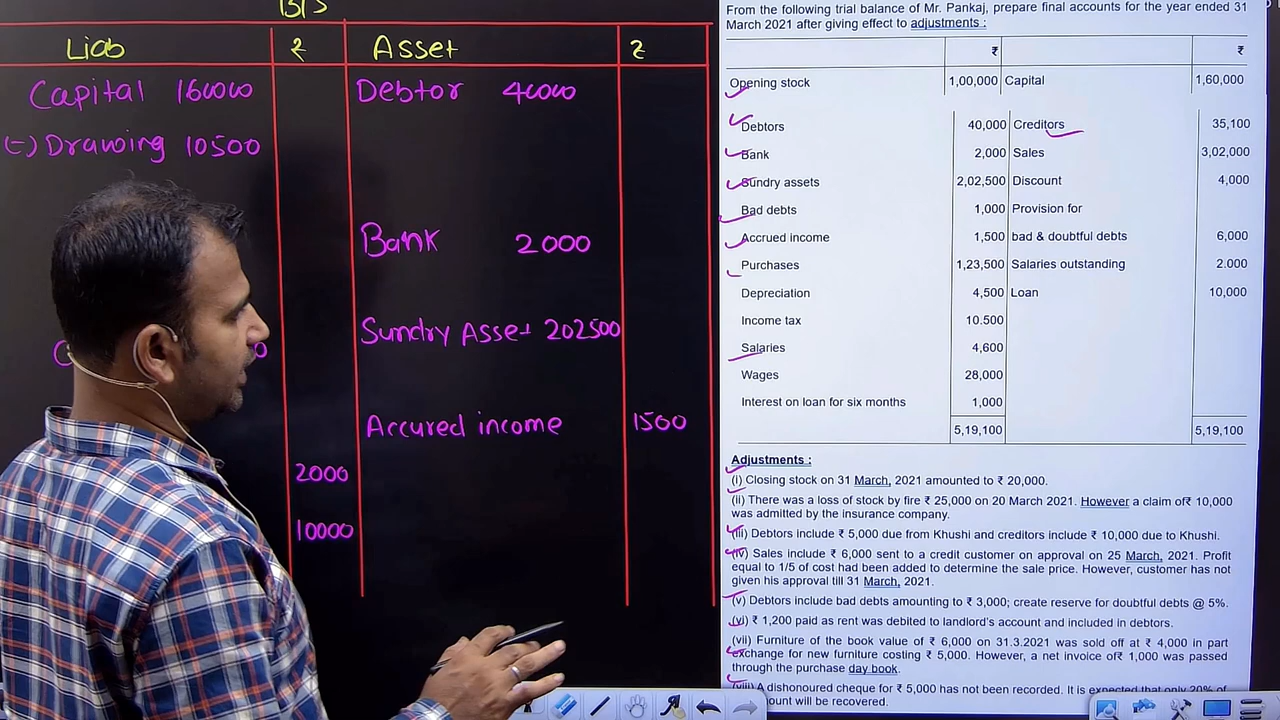 B/S
Liab ₹ Asset ₹
Capital 160000 Debtor 40000
(-) Drawing 10500
Bank 2000
Sundry Asset 202500
Accured income 1500
2000
10000
From the following trial balance of Mr. Pankaj, prepare final accounts for the year ended 31
March 2021 after giving effect to adjustments :
₹ ₹
Opening stock 1,00,000 Capital 1,60,000
Debtors 40,000 Creditors 35,100
Bank 2,000 Sales 3,02,000
Sundry assets 2,02,500 Discount 4,000
Bad debts 1,000 Provision for
Accrued income 1,500 bad & doubtful debts 6,000
Purchases 1,23,500 Salaries outstanding 2.000
Depreciation 4,500 Loan 10,000
Income tax 10.500
Salaries 4,600
Wages 28,000
Interest on loan for six months 1,000
5,19,100 5,19,100
Adjustments :
(i) Closing stock on 31 March, 2021 amounted to ₹ 20,000.
(ii) There was a loss of stock by fire ₹ 25,000 on 20 March 2021. However a claim of₹ 10,000
was admitted by the insurance company.
(iii) Debtors include ₹ 5,000 due from Khushi and creditors include ₹ 10,000 due to Khushi.
(iv) Sales include ₹ 6,000 sent to a credit customer on approval on 25 March, 2021. Profit
equal to 1/5 of cost had been added to determine the sale price. However, customer has not
given his approval till 31 March, 2021.
(v) Debtors include bad debts amounting to ₹ 3,000; create reserve for doubtful debts @ 5%.
(vi) ₹ 1,200 paid as rent was debited to landlord's account and included in debtors.
(vii) Furniture of the book value of ₹ 6,000 on 31.3.2021 was sold off at ₹ 4,000 in part
exchange for new furniture costing ₹ 5,000. However, a net invoice of₹ 1,000 was passed
through the purchase day book.
(viii) A dishonoured cheque for ₹ 5,000 has not been recorded. It is expected that only 20% of
amount will be recovered.